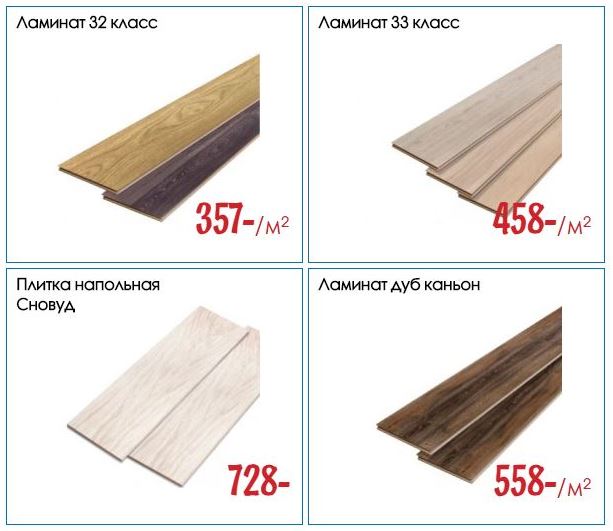 Ламинат 32 класс
357-/м²
Ламинат 33 класс
458-/м²
Плитка напольная
Сновуд
728-
Ламинат дуб каньон
558-/м²